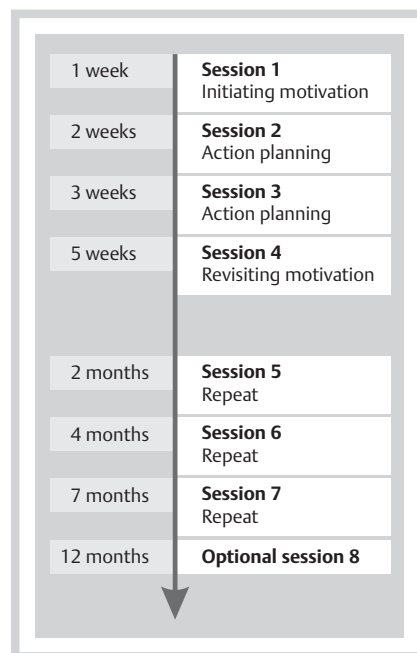 1 week
Session 1
Initiating motivation
2 weeks
Session 2
Action planning
3 weeks
Session 3
Action planning
5 weeks
Session 4
Revisiting motivation
2 months
Session 5
Repeat
4 months
Session 6
Repeat
7 months
Session 7
Repeat
12 months
Optional session 8